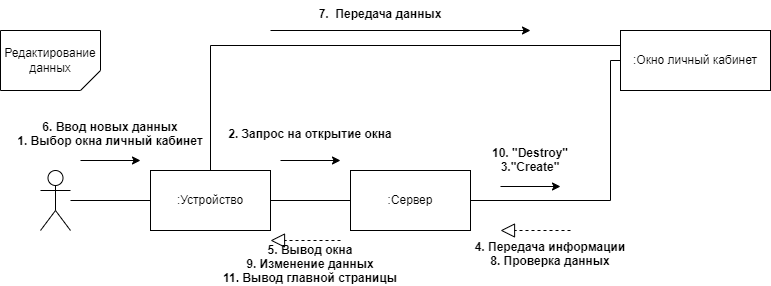 7. Передача данных
Редактирование
данных
:Окно личный кабинет
6. Ввод новых данных
1. Выбор окна личный кабинет
2. Запрос на открытие окна
10. "Destroy"
3."Create"
:Устройство
:Сервер
5. Вывод окна
9. Изменение данных
11. Вывод главной страницы
4. Передача информации
8. Проверка данных